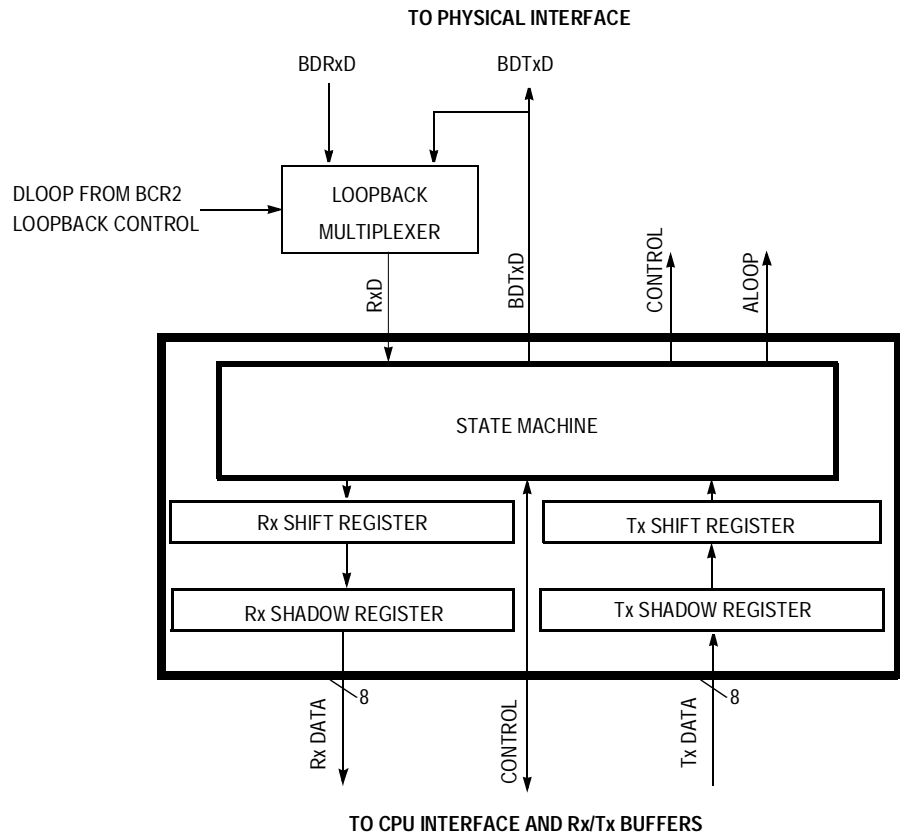 TO PHYSICAL INTERFACE
BDRxD
BDTxD
DLOOP FROM BCR2
LOOPBACK CONTROL
LOOPBACK
MULTIPLEXER
RxD
BDTxD
CONTROL
ALOOP
STATE MACHINE
Rx SHIFT REGISTER
Tx SHIFT REGISTER
Rx SHADOW REGISTER
Tx SHADOW REGISTER
8
8
Rx DATA
CONTROL
Tx DATA
TO CPU INTERFACE AND Rx/Tx BUFFERS